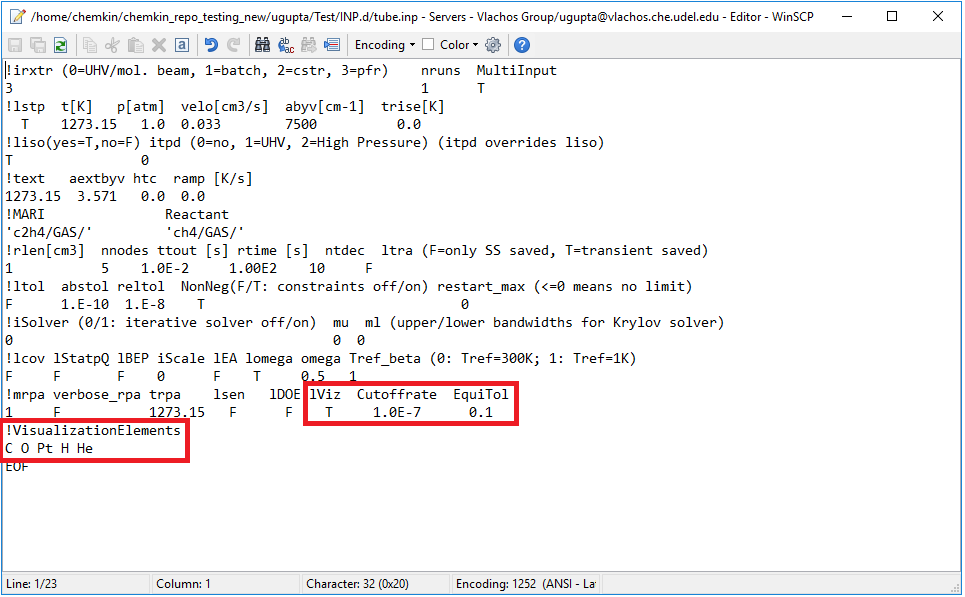 /home/chemkin/chemkin_repo_testing_new/ugupta/Test/INP.d/tube.inp - Servers - Vlachos Group/ugupta@vlachos.che.udel.edu - Editor - WinSCP
a ab ac Encoding Color ?
!irxtr (0=UHV/mol. beam, 1=batch, 2=cstr, 3=pfr) nruns MultiInput
3 1 T
!lstp t[K] p[atm] velo[cm3/s] abyv[cm-1] trise[K]
T 1273.15 1.0 0.033 7500 0.0
!liso(yes=T,no=F) itpd (0=no, 1=UHV, 2=High Pressure) (itpd overrides liso)
T 0
!text aextbyv htc ramp [K/s]
1273.15 3.571 0.0 0.0
!MARI Reactant
'c2h4/GAS/' 'ch4/GAS/'
!rlen[cm3] nnodes ttout [s] rtime [s] ntdec ltra (F=only SS saved, T=transient saved)
1 5 1.0E-2 1.00E2 10 F
!ltol abstol reltol NonNeg(F/T: constraints off/on) restart_max (<=0 means no limit)
F 1.E-10 1.E-8 T 0
!iSolver (0/1: iterative solver off/on) mu ml (upper/lower bandwidths for Krylov solver)
0 0 0
!lcov lStatpQ lBEP iScale lEA lomega omega Tref_beta (0: Tref=300K; 1: Tref=1K)
F F F 0 F T 0.5 1
!mrpa verbose_rpa trpa lsen lDOE lViz Cutoffrate EquiTol
1 F 1273.15 F F T 1.0E-7 0.1
!VisualizationElements
C O Pt H He
EOF
Line: 1/23 Column: 1 Character: 32 (0x20) Encoding: 1252 (ANSI - La